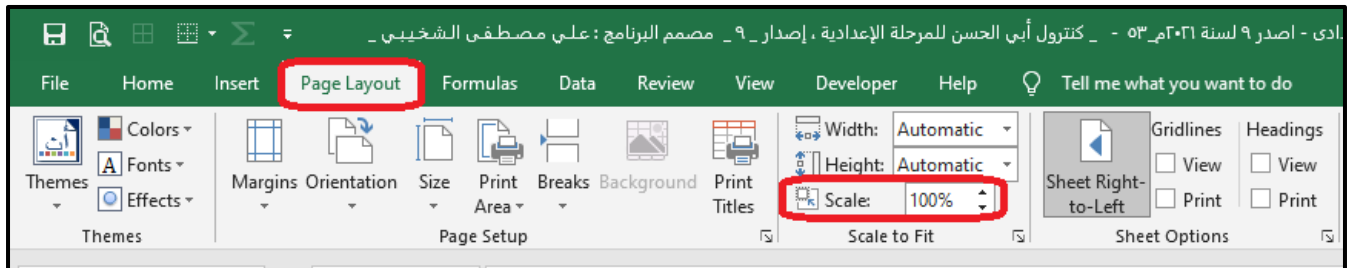 ادى - اصدر ٩ لسنة ٢٠٢١م_٥٣ - _ كنترول أبي الحسن للمرحلة الإعدادية ، إصدار _ ٩ _ مصمم البرنامج : علي مصطفى الشخيبي _
File Home Insert Page Layout Formulas Data Review View Developer Help Tell me what you want to do
Colors Width: Automatic Gridlines Headings
Fonts Height: Automatic View View
Themes Margins Orientation Size Print Breaks Background Print Sheet Right-
Effects Area Titles Scale: 100% to-Left Print Print
Themes Page Setup Scale to Fit Sheet Options